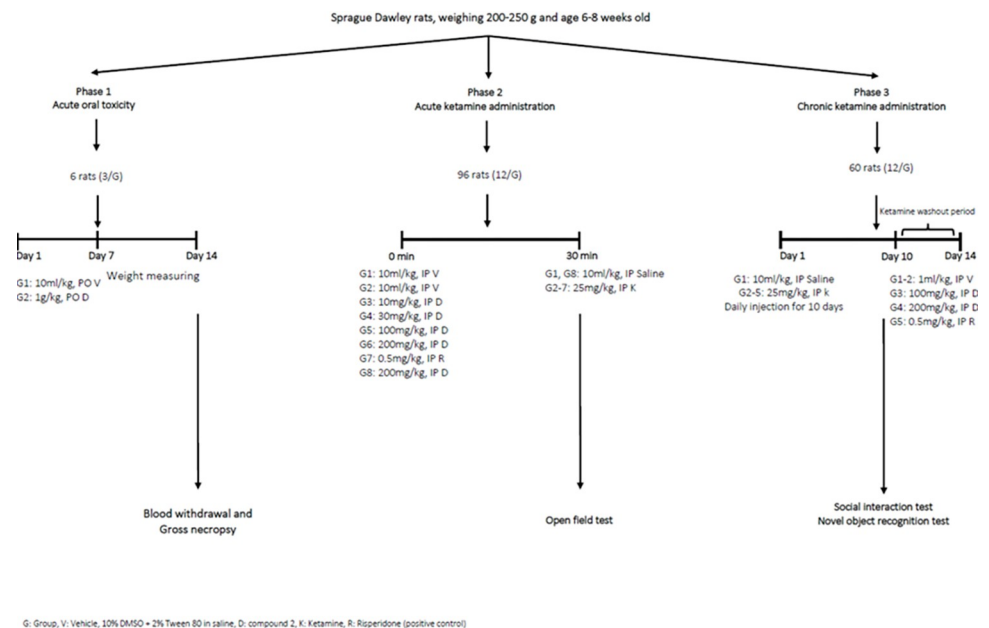 Sprague Dawley rats, weighing 200-250 g and age 6-8 weeks old
Phase 1
Acute oral toxicity
6 rats (3/G)
Day 1
Day 7
Day 14
Weight measuring
G1: 10ml/kg, PO V
G2: 1g/kg, PO D
Blood withdrawal and
Gross necropsy
Phase 2
Acute ketamine administration
96 rats (12/G)
0 min
30 min
G1: 10ml/kg, IP V
G2: 10ml/kg, IP V
G3: 10mg/kg, IP D
G4: 30mg/kg, IP D
G5: 100mg/kg, IP D
G6: 200mg/kg, IP D
G7: 0.5mg/kg, IP R
G8: 200mg/kg, IP D
G1, G8: 10ml/kg, IP Saline
G2-7: 25mg/kg, IP K
Open field test
Phase 3
Chronic ketamine administration
60 rats (12/G)
Ketamine washout period
Day 1
Day 10
Day 14
G1: 10ml/kg, IP Saline
G2-5: 25mg/kg, IP k
Daily injection for 10 days
G1-2: 1ml/kg, IP V
G3: 100mg/kg, IP D
G4: 200mg/kg, IP D
G5: 0.5mg/kg, IP R
Social interaction test
Novel object recognition test
G: Group, V: Vehicle, 10% DMSO + 2% Tween 80 in saline, D: compound 2, K: Ketamine, R: Risperidone (positive control)